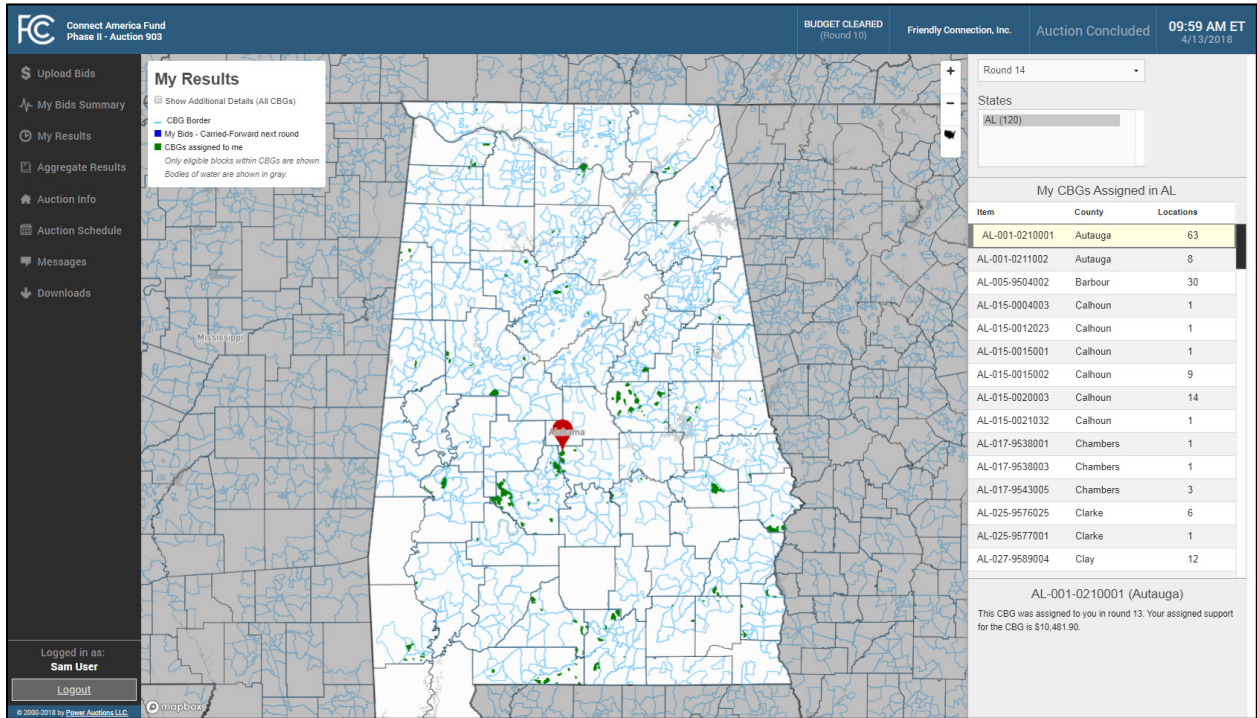 FCC
Connect America Fund
Phase II - Auction 903
BUDGET CLEARED
(Round 10)
Friendly Connection, Inc.
Auction Concluded
09:59 AM ET
4/13/2018
Upload Bids
My Bids Summary
My Results
Aggregate Results
Auction Info
Auction Schedule
Messages
Downloads
Logged in as:
Sam User
Logout
© 2000-2018 by Power Auctions LLC.
My Results
Show Additional Details (All CBGs)
CBG Border
My Bids - Carried-Forward next round
CBGs assigned to me
Only eligible blocks within CBGs are shown.
Bodies of water are shown in gray.
+
−
Mississippi
Alabama
mapbox
Round 14
States
AL (120)
My CBGs Assigned in AL
Item County Locations
AL-001-0210001 Autauga 63
AL-001-0211002 Autauga 8
AL-005-9504002 Barbour 30
AL-015-0004003 Calhoun 1
AL-015-0012023 Calhoun 1
AL-015-0015001 Calhoun 1
AL-015-0015002 Calhoun 9
AL-015-0020003 Calhoun 14
AL-015-0021032 Calhoun 1
AL-017-9538001 Chambers 1
AL-017-9538003 Chambers 1
AL-017-9543005 Chambers 3
AL-025-9576025 Clarke 6
AL-025-9577001 Clarke 1
AL-027-9589004 Clay 12
AL-001-0210001 (Autauga)
This CBG was assigned to you in round 13. Your assigned support
for the CBG is $10,481.90.